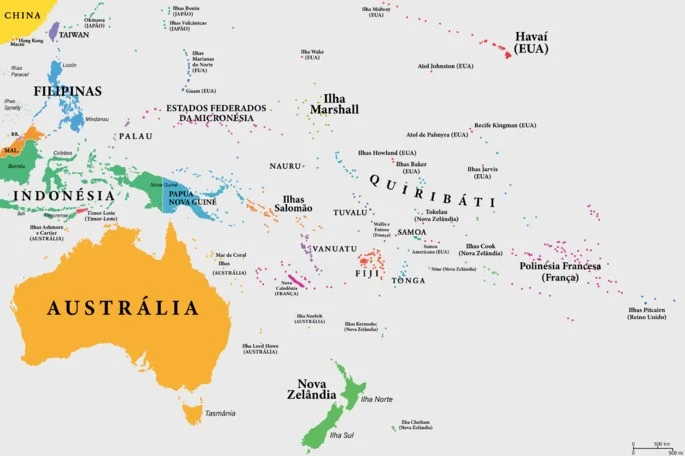 CHINA
Okinawa
(JAPÃO)
Ilhas Bonin
(JAPÃO)
Ilhas Vulcânicas
(JAPÃO)
Ilha Midway
(EUA)
Havaí
(EUA)
Hong Kong
Macau
TAIWAN
Ilhas
Paracel
Luzón
Ilhas
Marianas
do Norte
(EUA)
Ilha Wake
(EUA)
Atol Johnston (EUA)
FILIPINAS
Guam (EUA)
Ilhas
Spratly
Mindanau
ESTADOS FEDERADOS
DA MICRONÉSIA
Ilha
Marshall
Recife Kingman (EUA)
Atol de Palmyra (EUA)
BR.
MAL.
PALAU
Celebes
Bornéu
NAURU
Ilhas Howland (EUA)
Ilhas Baker
(EUA)
Ilhas Jarvis
(EUA)
QUIRIBÁTI
INDONÉSIA
Nova Guiné
PAPUA
NOVA GUINÉ
Ilhas
Salomão
TUVALU
Tokelau
(Nova Zelândia)
Bali
Timorense
Timor Leste
(Timor-Leste)
Ilhas Ashmore
e Cartier
(AUSTRÁLIA)
Wallis e
Futuna
(França)
SAMOA
Samoa
Americana (EUA)
Ilhas Cook
(Nova Zelândia)
VANUATU
Mar de Coral
Ilhas
(AUSTRÁLIA)
FIJI
TONGA
Niue (Nova Zelândia)
Polinésia Francesa
(França)
Nova
Caledônia
(FRANÇA)
AUSTRÁLIA
Ilhas Pitcairn
(Reino Unido)
Ilha Norfolk
(AUSTRÁLIA)
Ilhas Kermedec
(Nova Zelândia)
Ilha Lord Howe
(AUSTRÁLIA)
Nova
Zelândia
Ilha Norte
Tasmânia
Ilha Sul
Ilha Chetham
(Nova Zelândia)
0
500 km
0
500 m